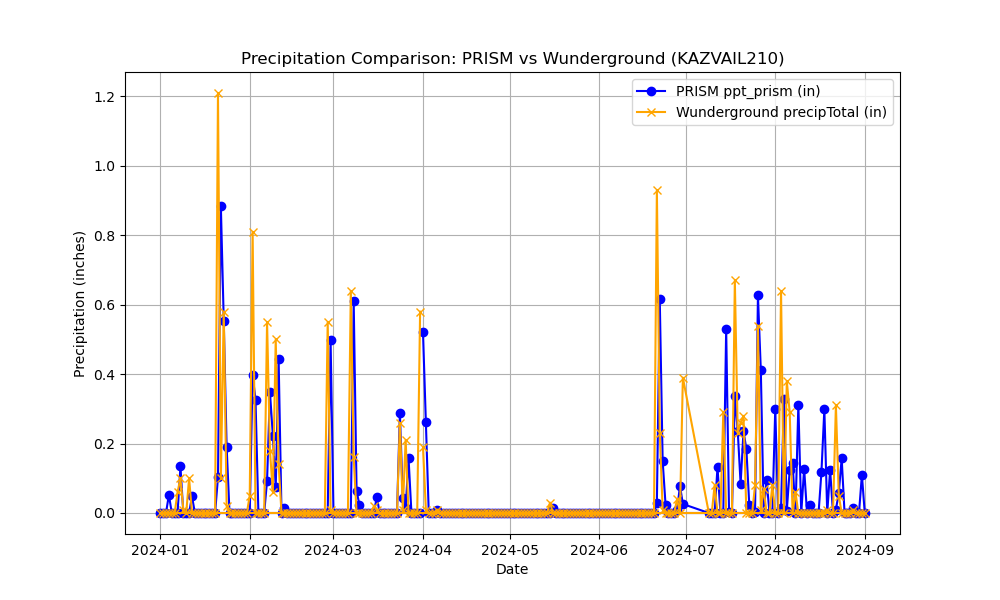 Precipitation Comparison: PRISM vs Wunderground (KAZVAIL210)
PRISM ppt_prism (in)
Wunderground precipTotal (in)
Precipitation (inches)
1.2
1.0
0.8
0.6
0.4
0.2
0.0
2024-01 2024-02 2024-03 2024-04 2024-05 2024-06 2024-07 2024-08 2024-09
Date